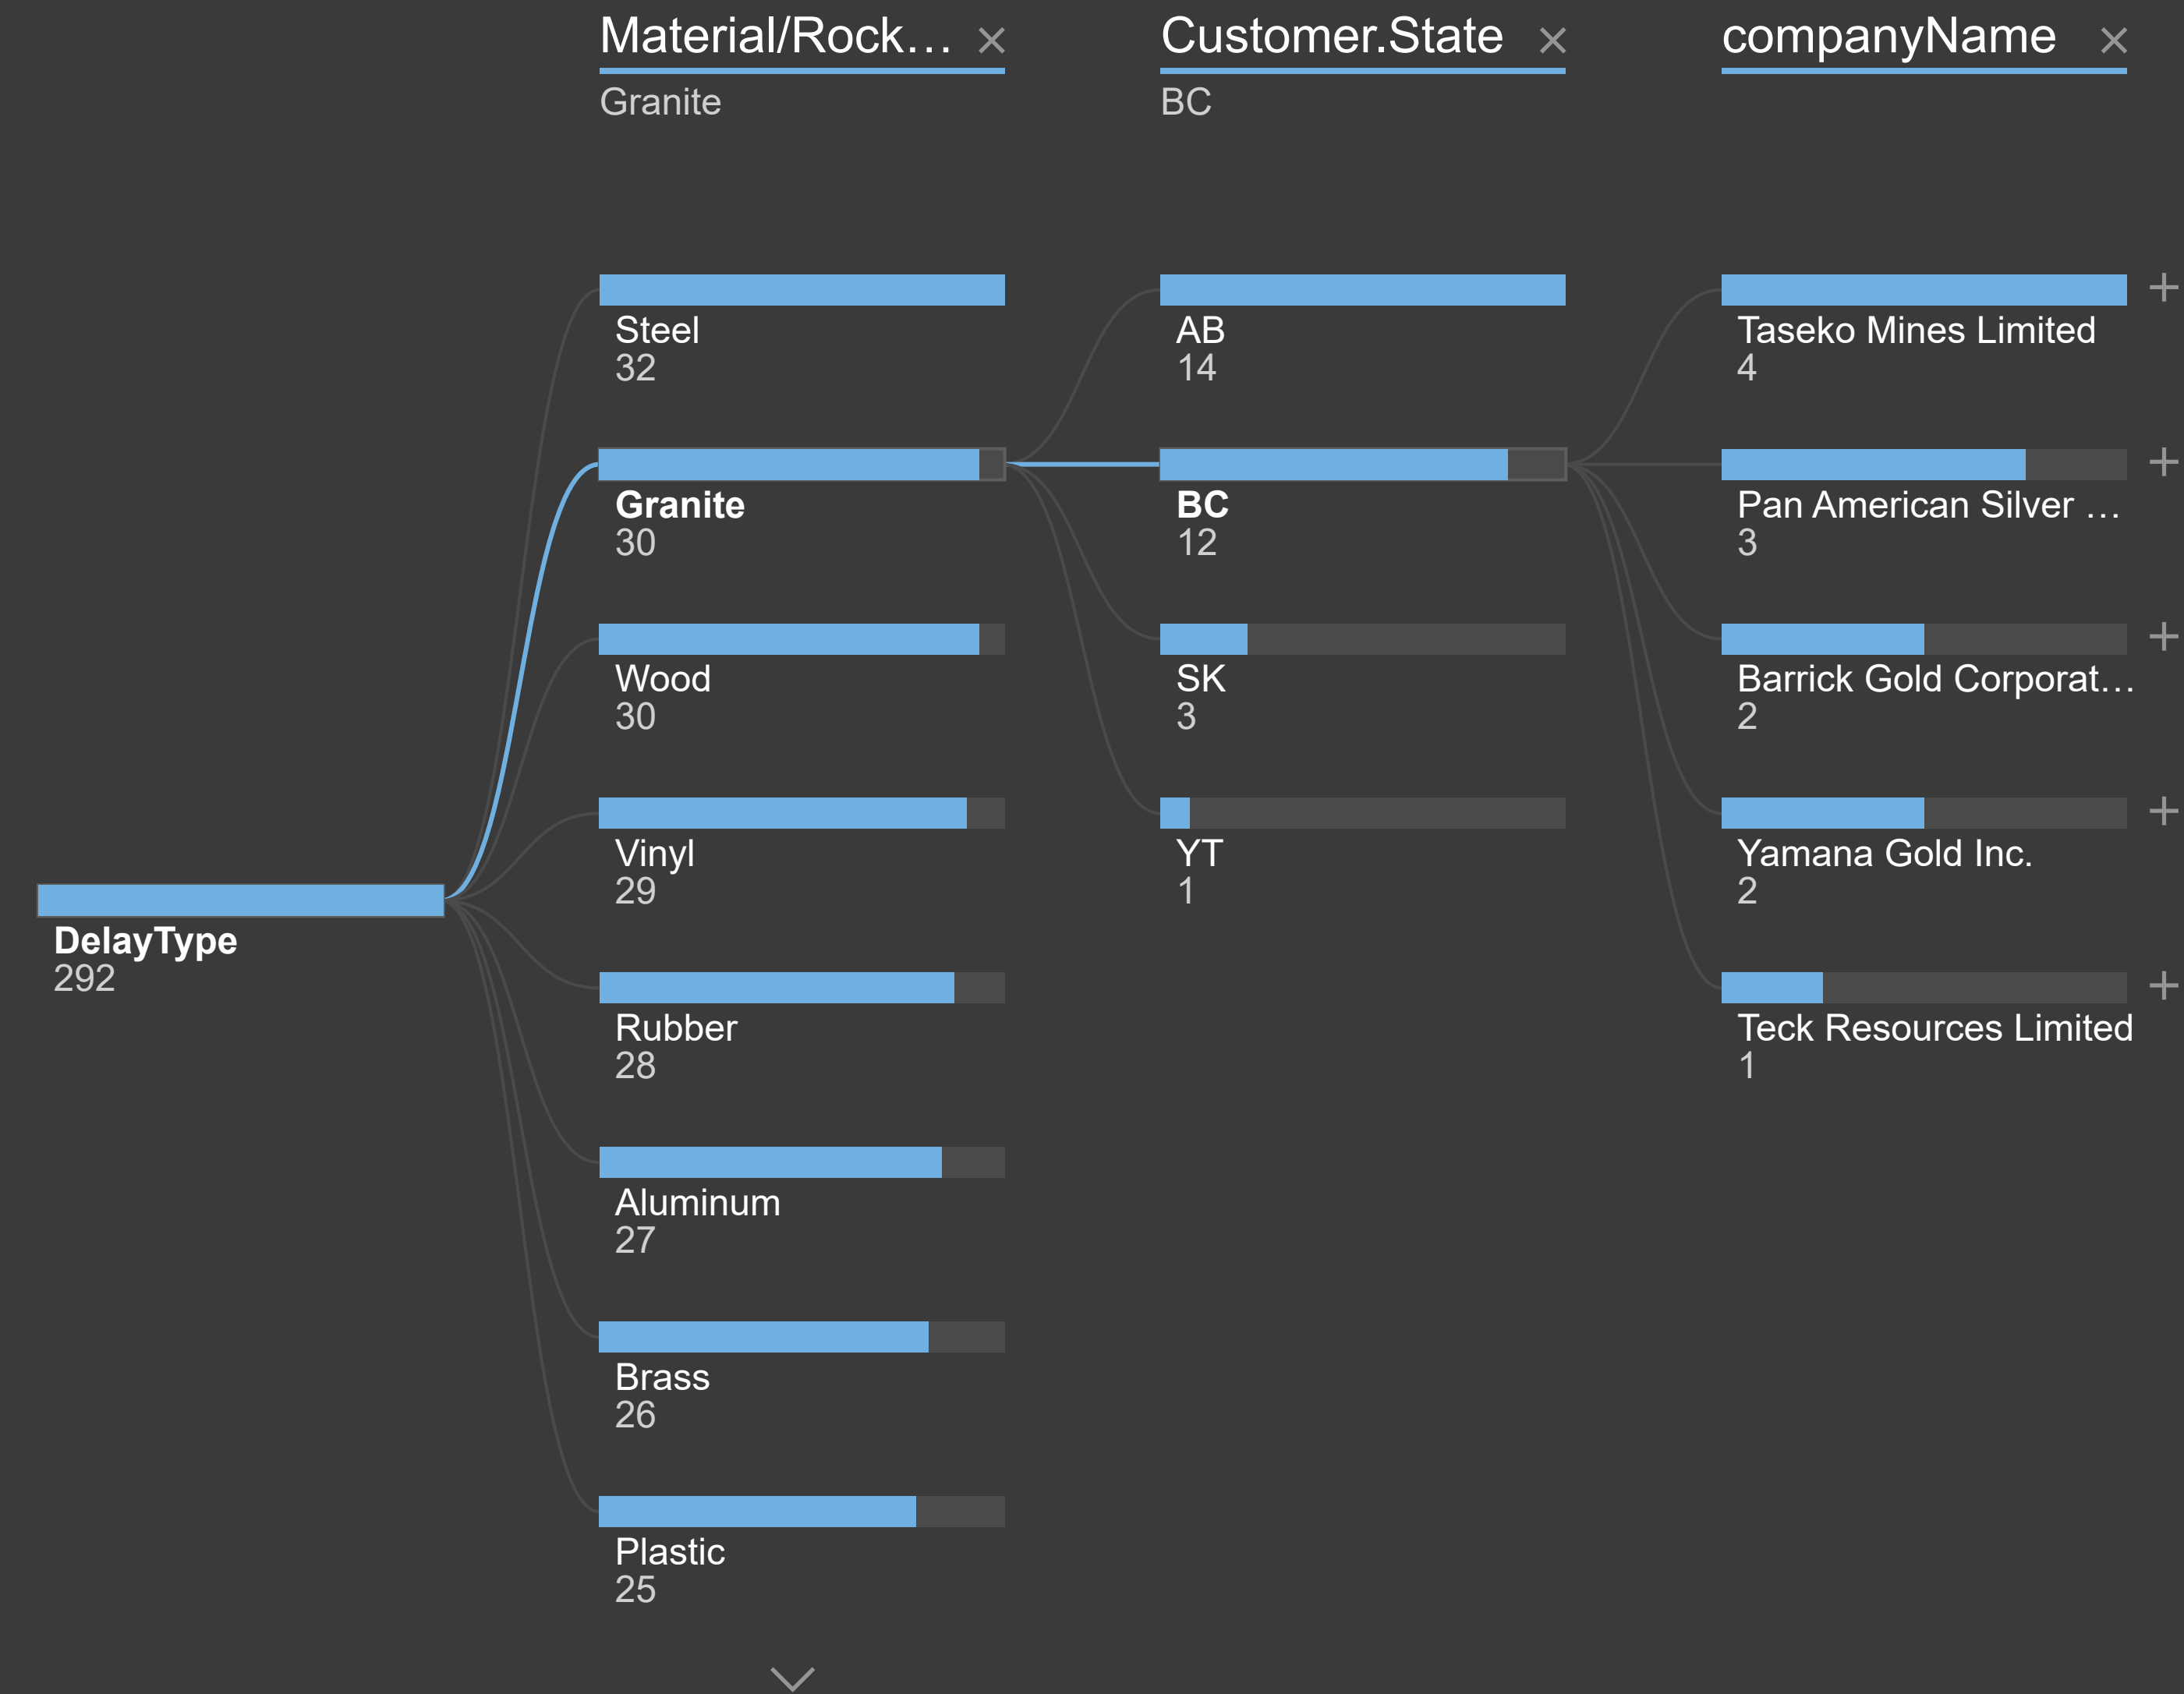 Material/Rock...
Granite
Customer.State
BC
companyName
DelayType
292
Steel
32
Granite
30
Wood
30
Vinyl
29
Rubber
28
Aluminum
27
Brass
26
Plastic
25
AB
14
BC
12
SK
3
YT
1
Taseko Mines Limited
4
Pan American Silver ...
3
Barrick Gold Corporat...
2
Yamana Gold Inc.
2
Teck Resources Limited
1